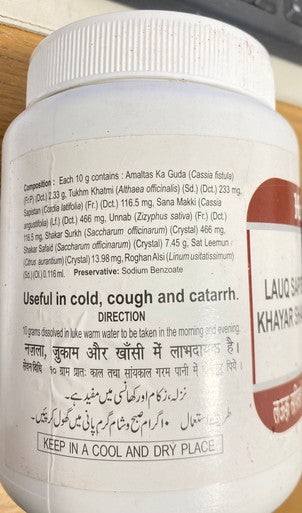 Composition : Each 10 g contains : Amaltas Ka Guda (Cassia fistula)
(Fr.P) (Dct.) 2.33 g, Tukhm Khatmi (Althaea officinalis) (Sd.) (Dct.) 233 mg,
Sapistan (Cordia latifolia) (Fr.) (Dct.) 116.5 mg, Sana Makki (Cassia
angustifolia) (Lf.) (Dct) 466 mg, Unnab (Zizyphus sativa) (Fr.) (Dct)
116.5 mg, Shakar Surkh (Saccharum officinarum) (Crystal) 466 mg,
Shakar Safaid (Saccharum officinarum) (Crystal) 7.45 g, Sat Leemun
(Citrus aurantium) (Crystal) 13.98 mg, Roghan Alsi (Linum usitatissimum)
(Sd.) (Ol.) 0.116 ml. Preservative: Sodium Benzoate
Useful in cold, cough and catarrh.
DIRECTION
10 grams dissolved in luke warm water to be taken in the morning and evening.
नज़ला, जुकाम और खाँसी में लाभदायक है।
सेवन विधि १० ग्राम प्रातः काल तथा सांयकाल गरम पानी में पियें।
نزلہ، زکام اور کھانسی میں مفید ہے۔
طریقہ استعمال ۱۰ گرام صبح و شام گرم پانی میں گھول کر پئیں۔
KEEP IN A COOL AND DRY PLACE
LAUQ
KHAYAR